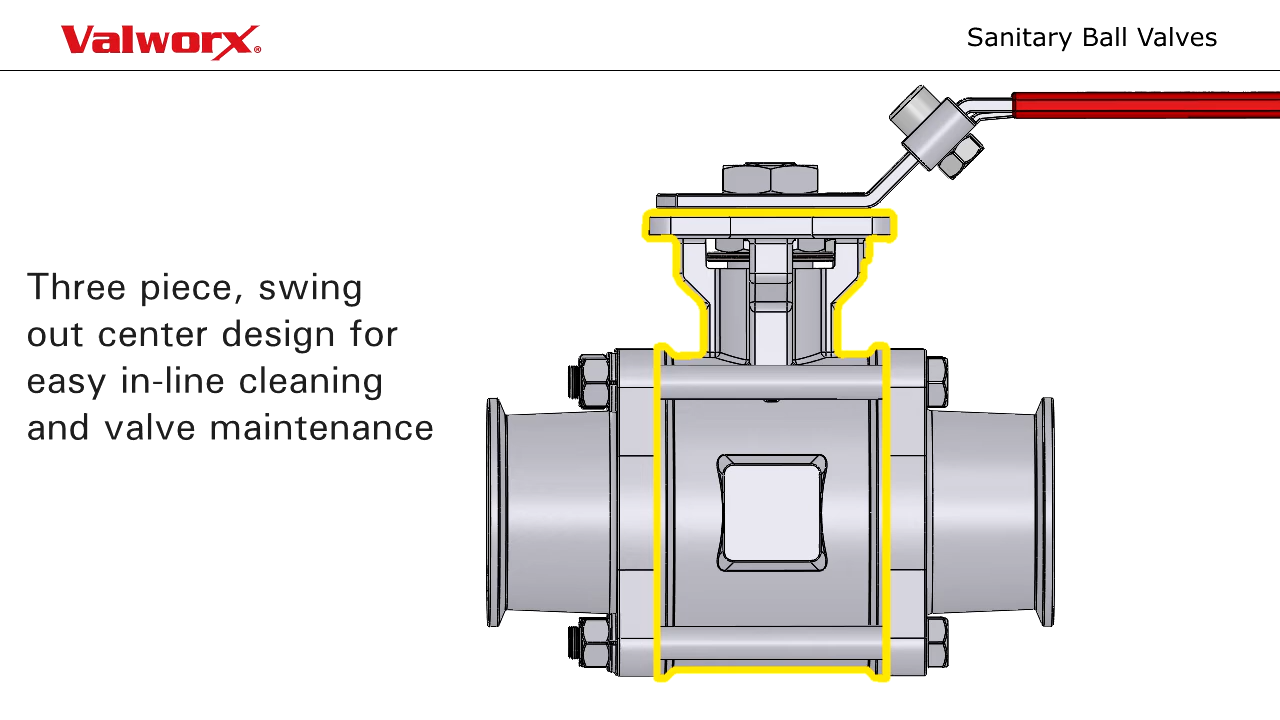 Valworx®
Sanitary Ball Valves
Three piece, swing
out center design for
easy in-line cleaning
and valve maintenance